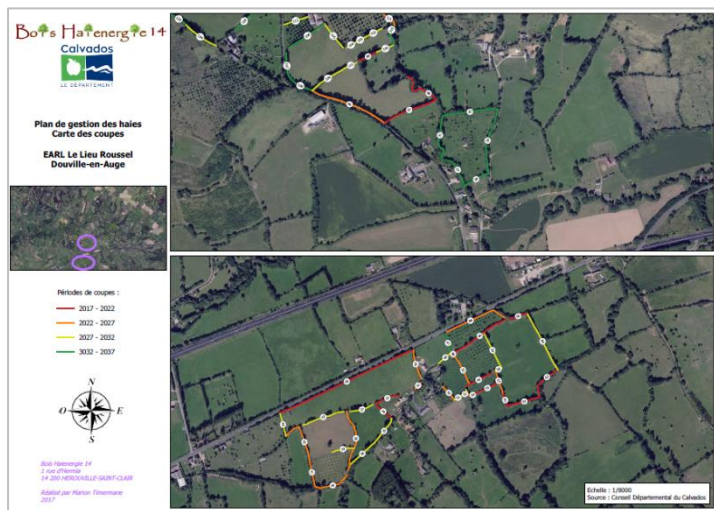 Bois Haienergie 14
Calvados
LE DÉPARTEMENT
Plan de gestion des haies
Carte des coupes
EARL Le Lieu Roussel
Douville-en-Auge
Périodes de coupes :
2017 - 2022
2022 - 2027
2027 - 2032
3032 - 2037
N
O
E
S
Bois Haienergie 14
1 rue d'Hermia
14 200 HEROUVILLE-SAINT-CLAIR
Réalisé par Marion Timermane
2017
Echelle : 1/8000
Source : Conseil Départemental du Calvados